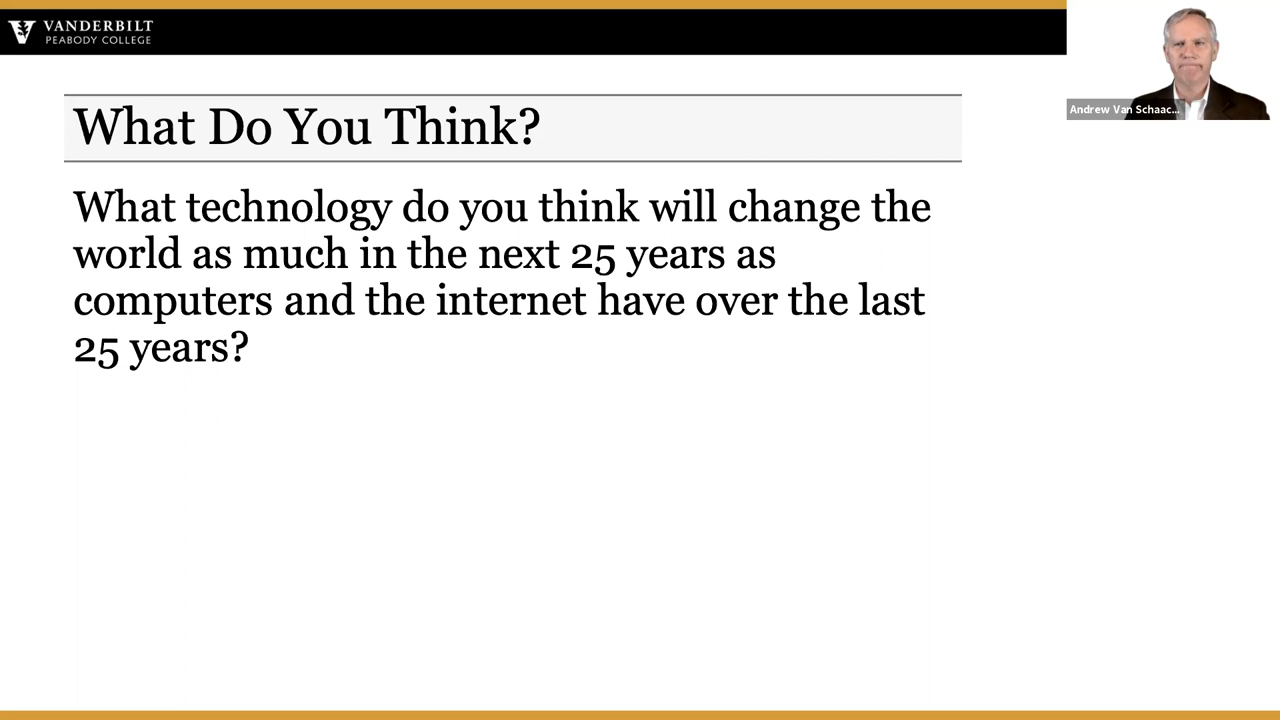 VANDERBILT
PEABODY COLLEGE
Andrew Van Schaac...
What Do You Think?
What technology do you think will change the
world as much in the next 25 years as
computers and the internet have over the last
25 years?